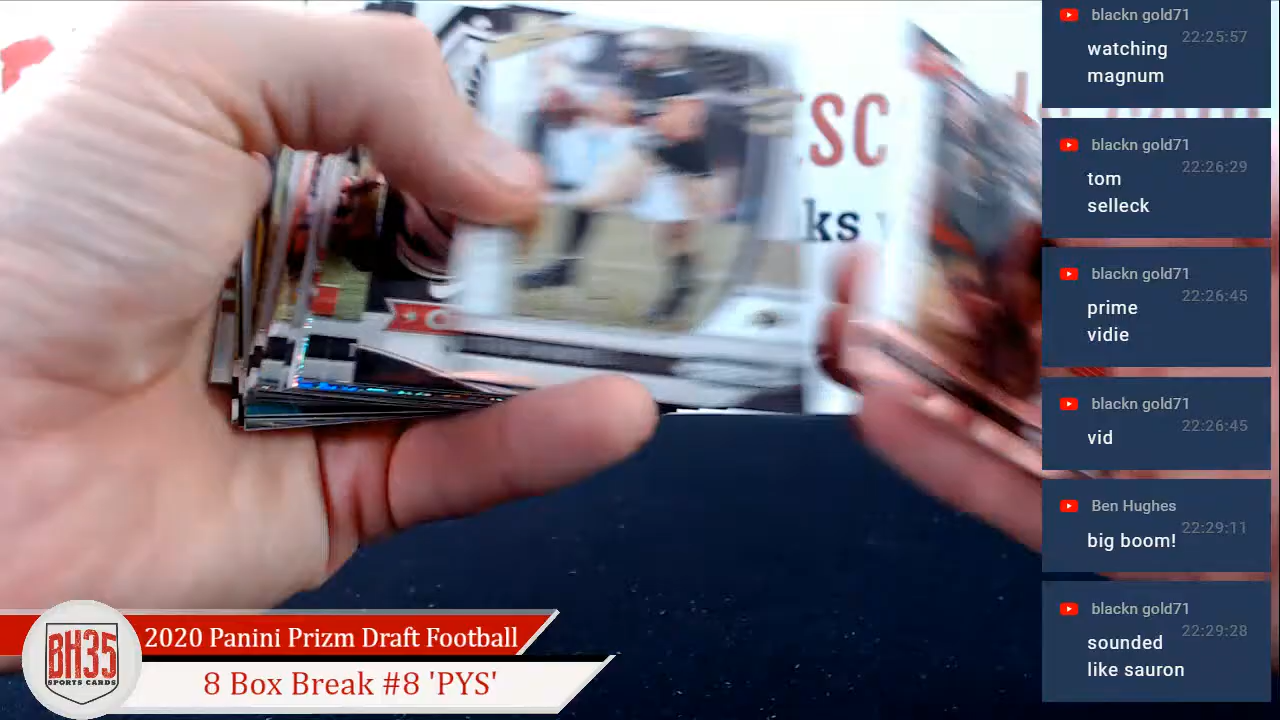 SC
ks
blackn gold71
22:25:57
watching
magnum
blackn gold71
22:26:29
tom
selleck
blackn gold71
22:26:45
prime
vidie
blackn gold71
22:26:45
vid
Ben Hughes
22:29:11
big boom!
blackn gold71
22:29:28
sounded
like sauron
BH35
SPORTS CARDS
2020 Panini Prizm Draft Football
8 Box Break #8 'PYS'